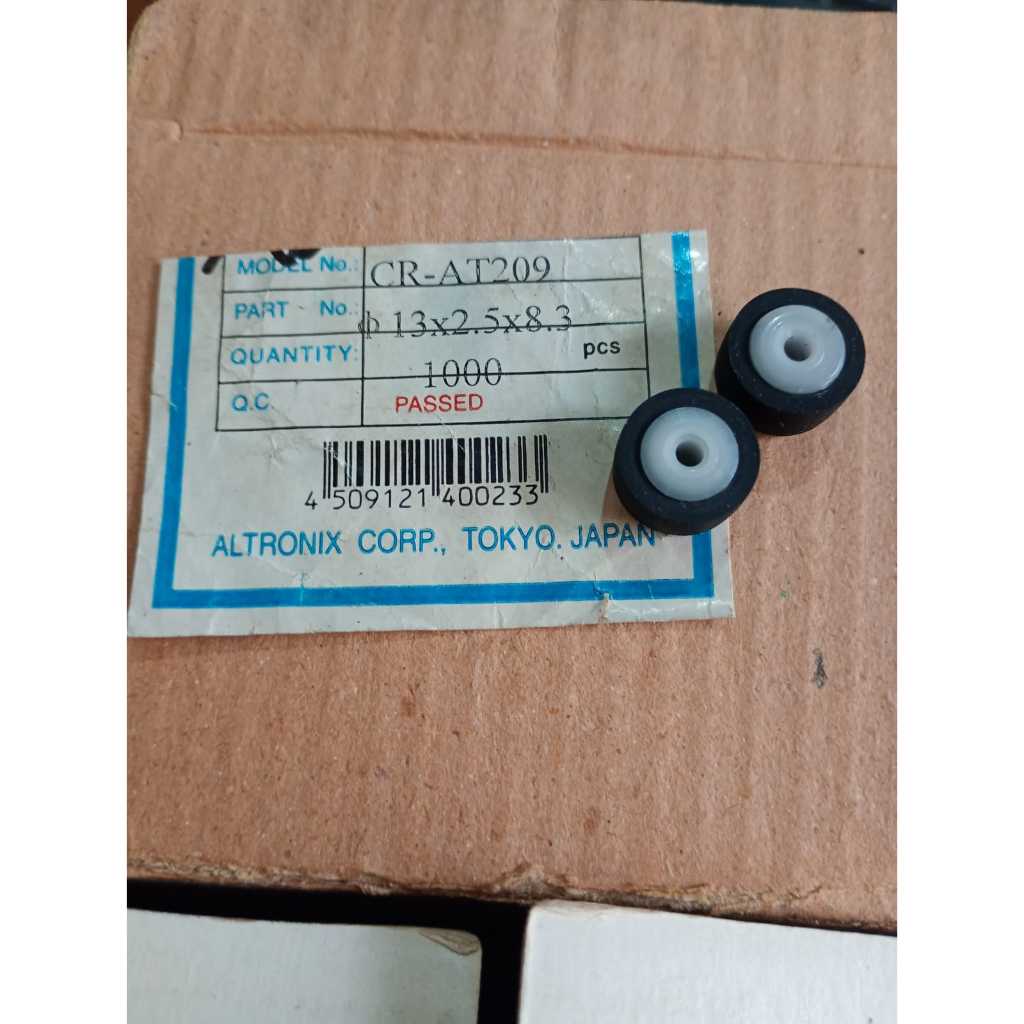 MODEL No.: CR-AT209
PART No.: ф 13x2.5x8.3
QUANTITY: 1000 pcs
Q.C PASSED
4 509121 400233
ALTRONIX CORP., TOKYO. JAPAN